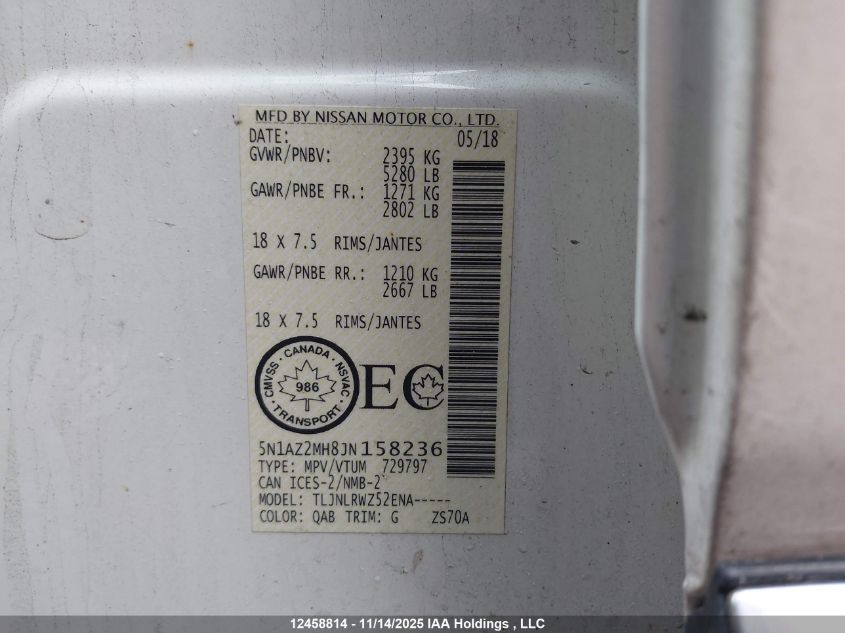 MFD BY NISSAN MOTOR CO., LTD.
DATE: 05/18
GVWR/PNBV: 2395 KG
5280 LB
GAWR/PNBE FR.: 1271 KG
2802 LB
18 X 7.5 RIMS/JANTES
GAWR/PNBE RR.: 1210 KG
2667 LB
18 X 7.5 RIMS/JANTES
CMVSS · CANADA · NSVAC
986
TRANSPORT
EC
5N1AZ2MH8JN158236
TYPE: MPV/VTUM 729797
CAN ICES-2/NMB-2
MODEL: TLJNLRWZ52ENA-----
COLOR: QAB TRIM: G ZS70A
12458814 - 11/14/2025 IAA Holdings , LLC